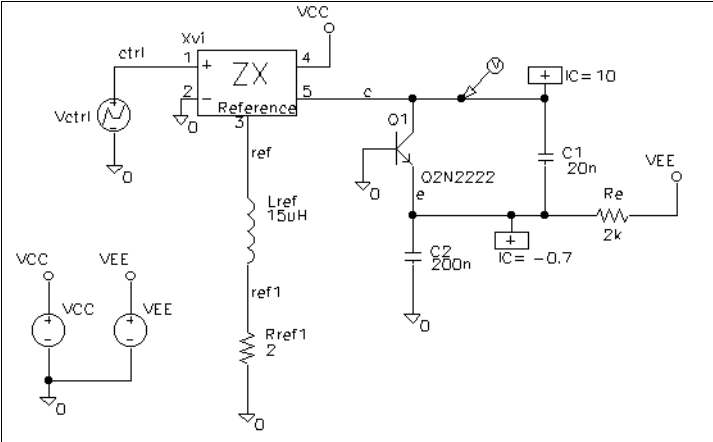 VCC
Xvi
ctrl
1
+
ZX
4
2
-
Reference
5
c
3
0
Vctrl
+
-
0
ref
V
+
IC= 10
Q1
0
Q2N2222
e
C1
20n
VEE
Re
2k
+
IC= -0.7
C2
200n
0
Lref
15uH
ref1
Rref1
2
0
VCC
VEE
+
-
VCC
+
-
VEE
0